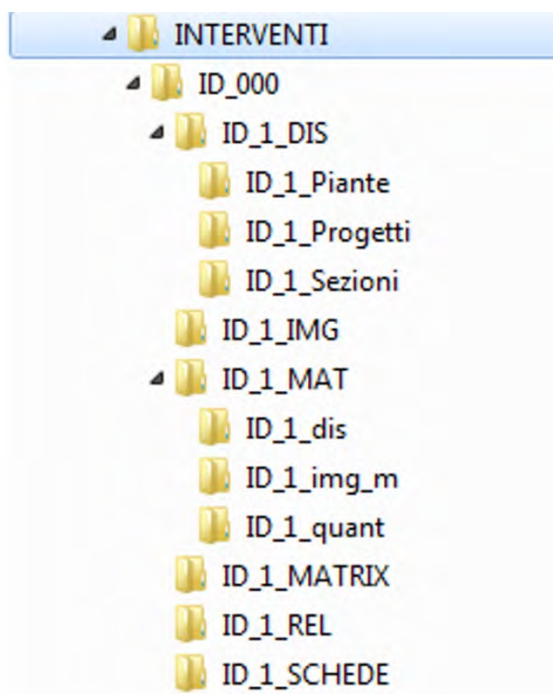 INTERVENTI
ID_000
ID_1_DIS
ID_1_Piante
ID_1_Progetti
ID_1_Sezioni
ID_1_IMG
ID_1_MAT
ID_1_dis
ID_1_img_m
ID_1_quant
ID_1_MATRIX
ID_1_REL
ID_1_SCHEDE